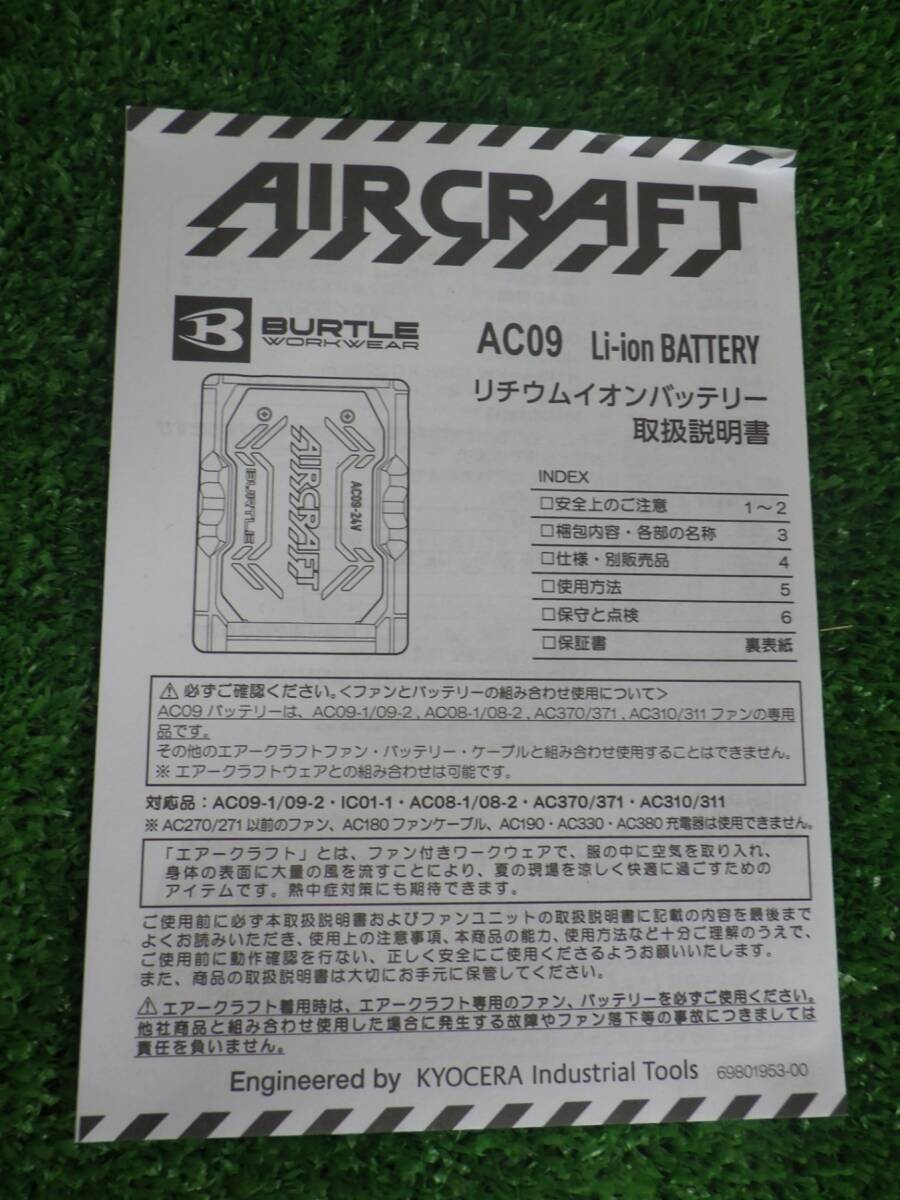 AIRCRAFT
B BURTLE
WORKWEAR
AC09 Li-ion BATTERY
リチウムイオンバッテリー
取扱説明書
AIRCRAFT
BURTLE
AC09-24V
INDEX
□安全上のご注意 1～2
□梱包内容・各部の名称 3
□仕様・別販売品 4
□使用方法 5
□保守と点検 6
□保証書 裏表紙
⚠必ずご確認ください。<ファンとバッテリーの組み合わせ使用について>
AC09 バッテリーは、AC09-1/09-2 , AC08-1/08-2 , AC370/371 , AC310/311 ファンの専用
品です。
その他のエアークラフトファン・バッテリー・ケーブルと組み合わせ使用することはできません。
※ エアークラフトウェアとの組み合わせは可能です。
対応品：AC09-1/09-2・IC01-1・AC08-1/08-2・AC370/371・AC310/311
※ AC270/271 以前のファン、AC180 ファンケーブル、AC190・AC330・AC380 充電器は使用できません。
「エアークラフト」とは、ファン付きワークウェアで、服の中に空気を取り入れ、
身体の表面に大量の風を流すことにより、夏の現場を涼しく快適に過ごすための
アイテムです。熱中症対策にも期待できます。
ご使用前に必ず本取扱説明書およびファンユニットの取扱説明書に記載の内容を最後まで
よくお読みいただき、使用上の注意事項、本商品の能力、使用方法など十分ご理解のうえで、
ご使用前に動作確認を行ない、正しく安全にご使用くださるようお願いいたします。
また、商品の取扱説明書は大切にお手元に保管してください。
⚠エアークラフト着用時は、エアークラフト専用のファン、バッテリーを必ずご使用ください。
他社商品と組み合わせ使用した場合に発生する故障やファン落下等の事故につきましては
責任を負いません。
Engineered by KYOCERA Industrial Tools 69801953-00